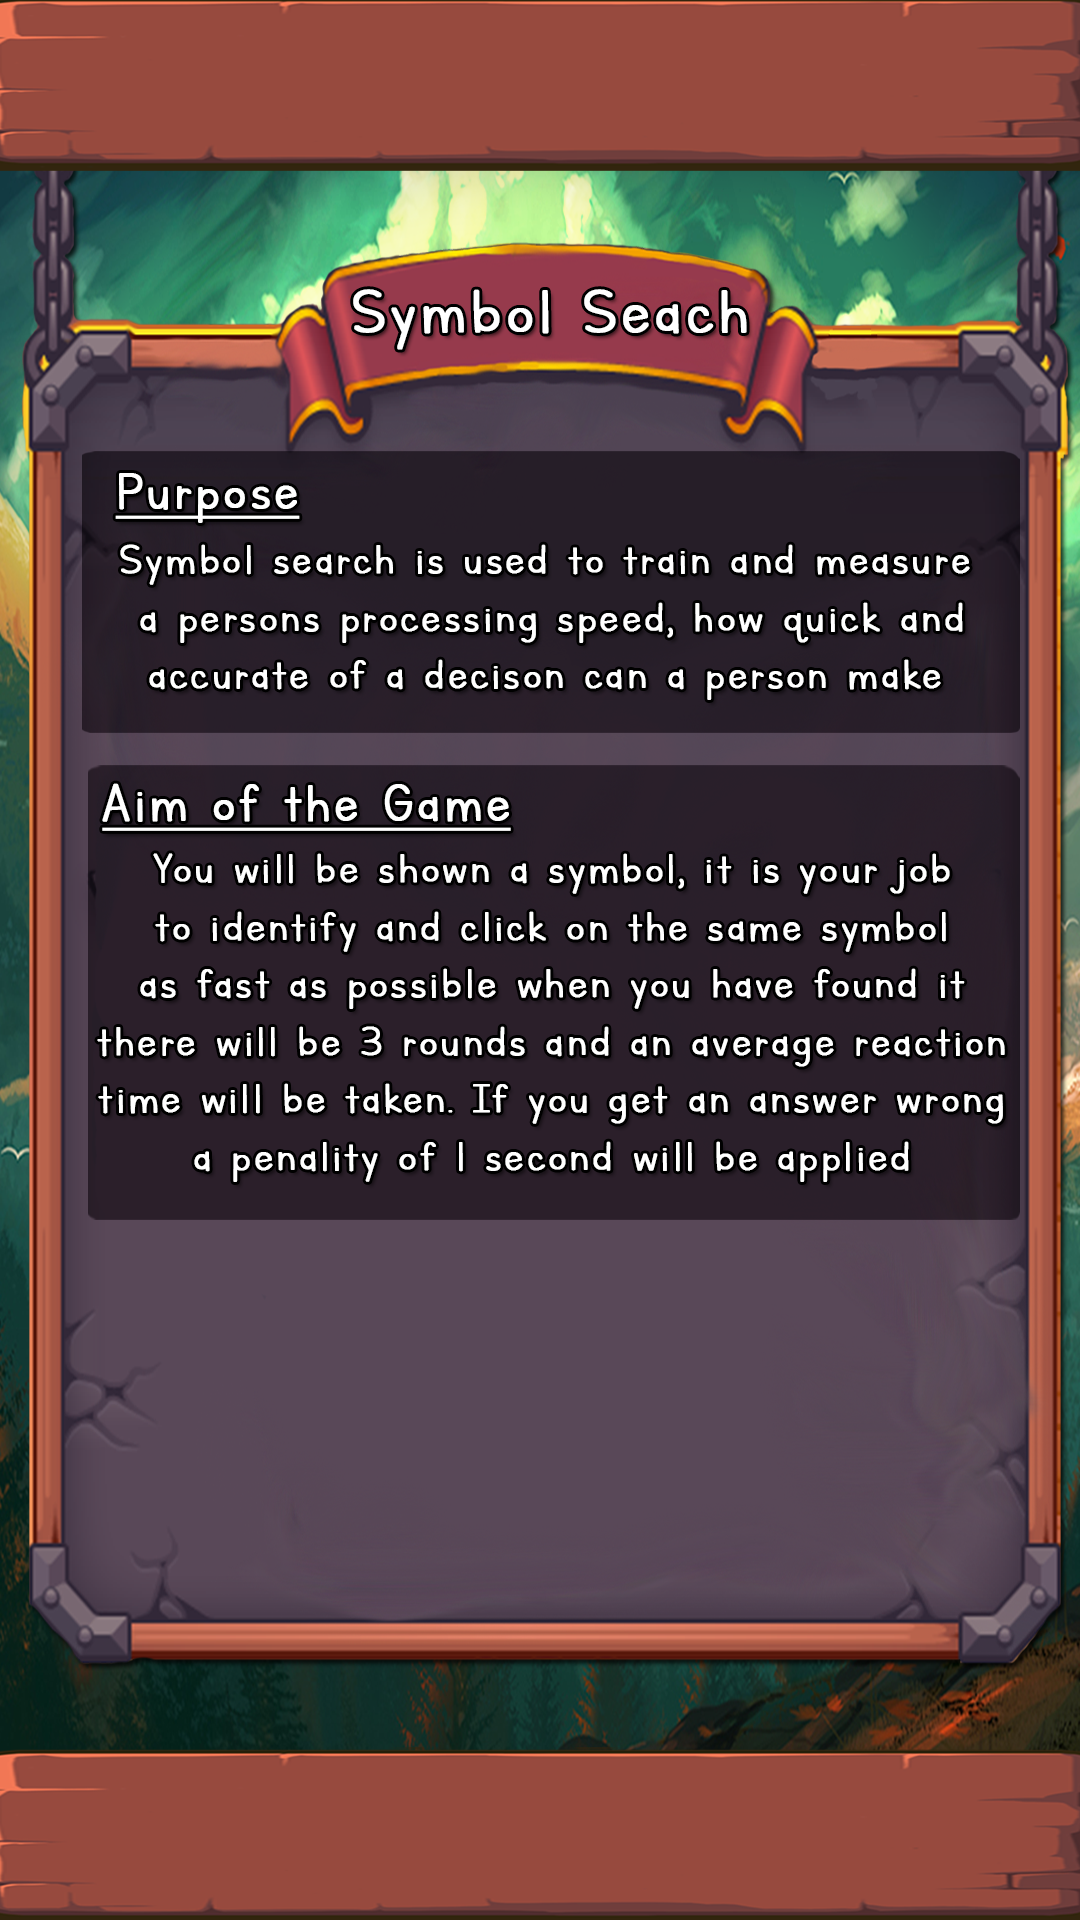 Symbol Seach
Purpose
Symbol search is used to train and measure
a persons processing speed, how quick and
accurate of a decison can a person make
Aim of the Game
You will be shown a symbol, it is your job
to identify and click on the same symbol
as fast as possible when you have found it
there will be 3 rounds and an average reaction
time will be taken. If you get an answer wrong
a penality of 1 second will be applied